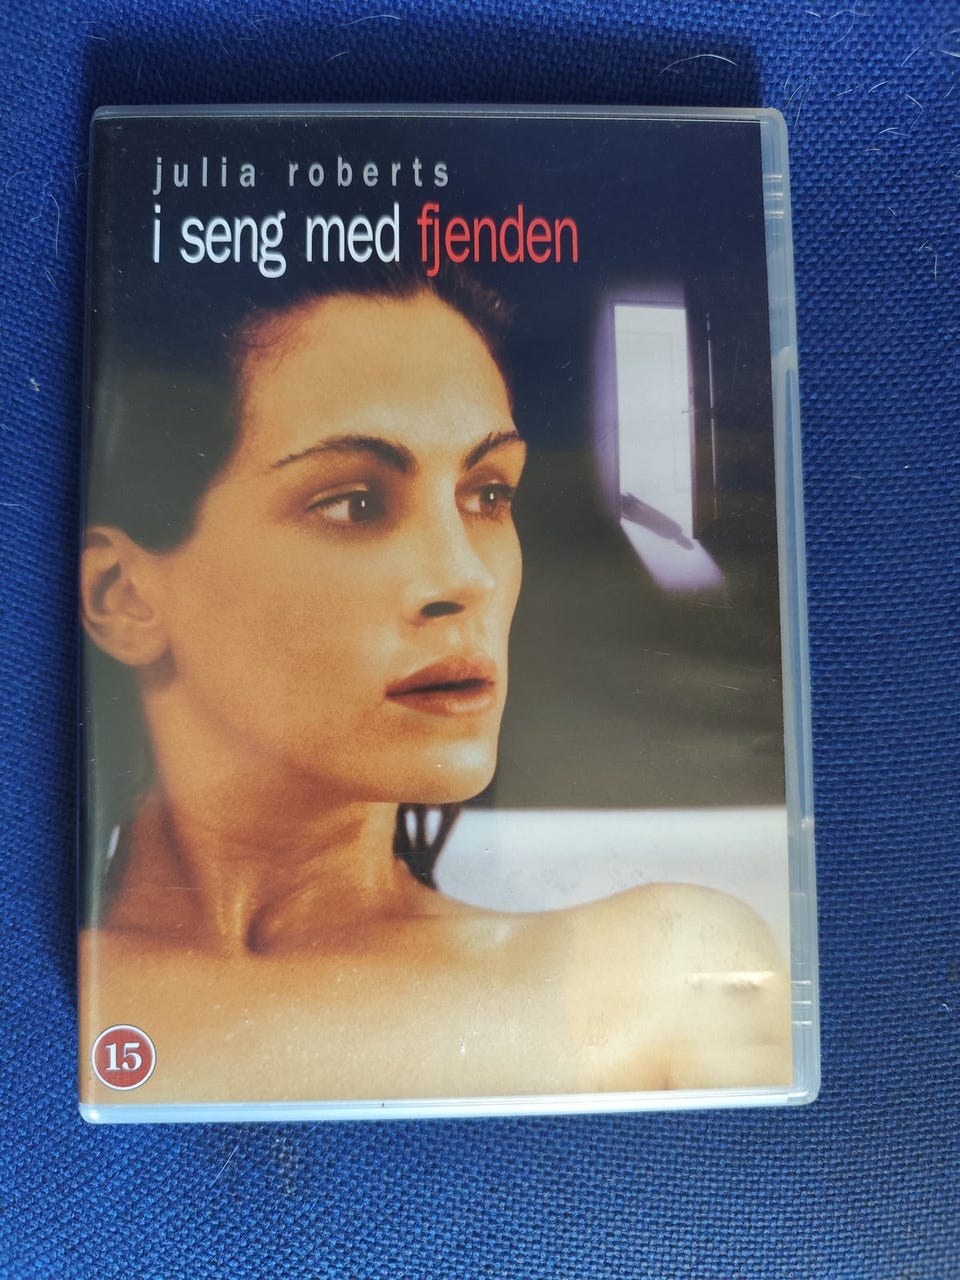 julia roberts
i seng med fjenden
15